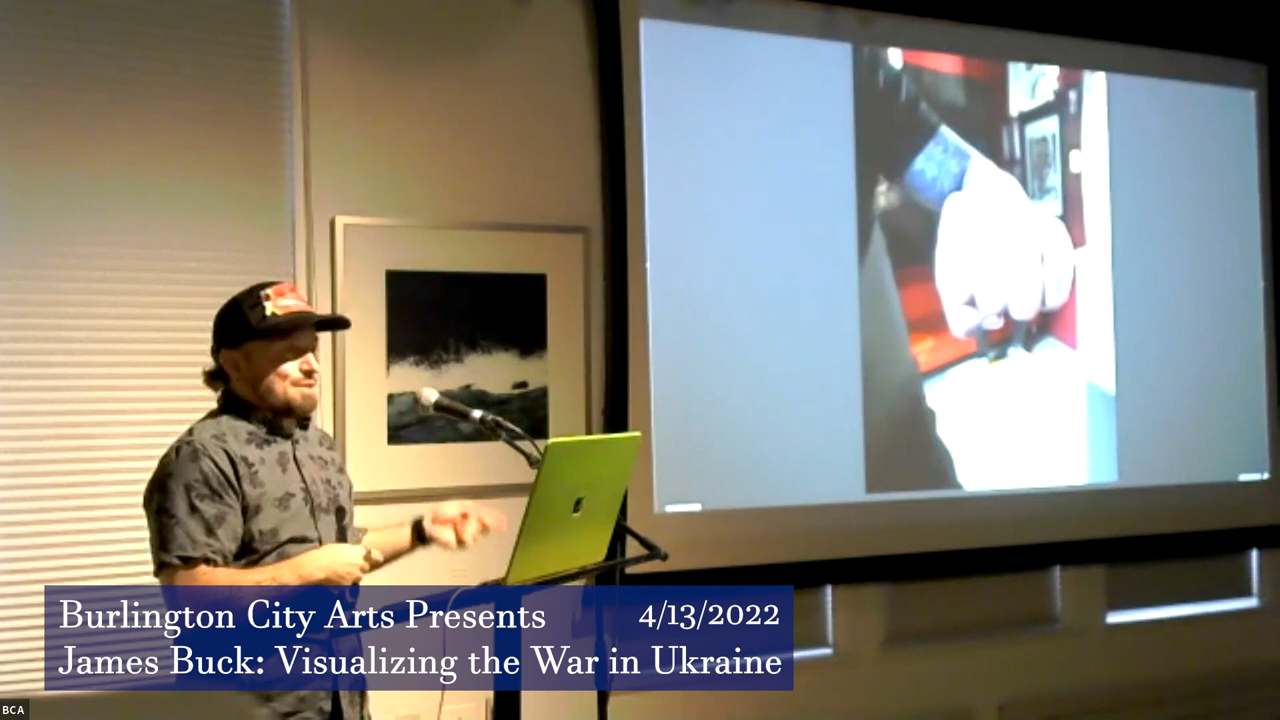 Burlington City Arts Presents 4/13/2022
James Buck: Visualizing the War in Ukraine
BCA